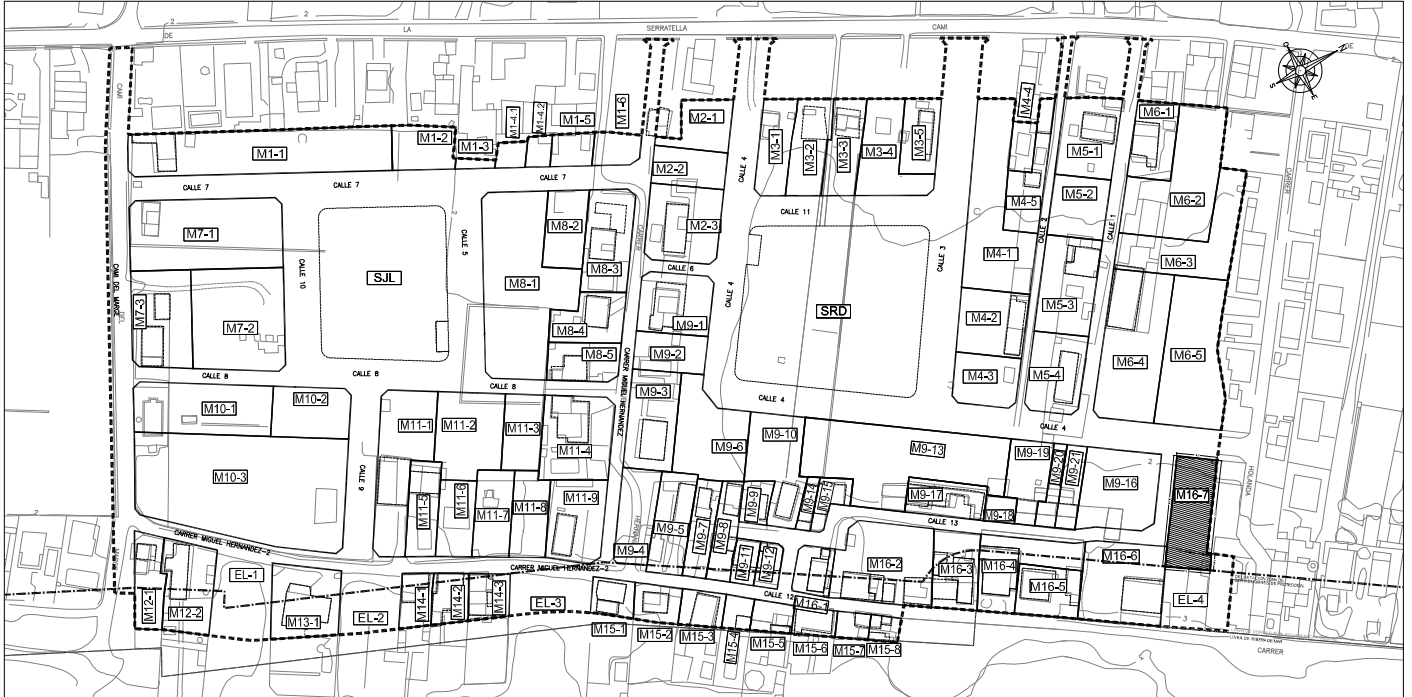 2
2
DE
LA
SERRATELLA
CAMI
DE
O
N
S
E
CAMI
M1-1
M1-2
M1-3
M1-4.1
M1-4.2
M1-5
M1-6
M2-1
M2-2
M2-3
CALLE 4
M3-1
M3-2
M3-3
M3-4
M3-5
M4-4
M4-5
M5-1
M5-2
M6-1
M6-2
M6-3
CARRER
CALLE 7
CALLE 7
CALLE 7
CALLE 11
CALLE 2
CALLE 1
M7-1
CALLE 10
SJL
2
CALLE 5
M8-1
M8-2
M8-3
M8-4
M8-5
CARRER
CALLE 6
CALLE 4
SRD
CALLE 3
M4-1
M4-2
M4-3
M5-3
M5-4
M6-4
M6-5
CAMI DEL MARGE
DEL
M7-3
M7-2
M9-1
M9-2
M9-3
CARRER MIGUEL HERNANDEZ
CALLE 8
CALLE 8
CALLE 8
CALLE 4
CALLE 4
M10-1
M10-2
M10-3
CALLE 9
M11-1
M11-2
M11-3
M11-4
M11-5
M11-6
M11-7
M11-8
M11-9
M9-6
M9-10
M9-13
M9-19
M9-20
M9-21
M9-16
2
M16-7
HOLANDA
M9-4
M9-5
M9-7
M9-8
M9-9
M9-14
M9-15
M9-17
M9-18
M9-11
M9-12
CALLE 13
2
CARRER MIGUEL HERNANDEZ-2
CARRER MIGUEL HERNANDEZ-2
CALLE 12
M16-1
M16-2
M16-3
M16-4
M16-5
M16-6
EL-4
M12-1
M12-2
EL-1
M13-1
EL-2
M14-1
M14-2
M14-3
EL-3
M15-1
M15-2
M15-3
M15-4
M15-5
M15-6
M15-7
M15-8
3
CARRER